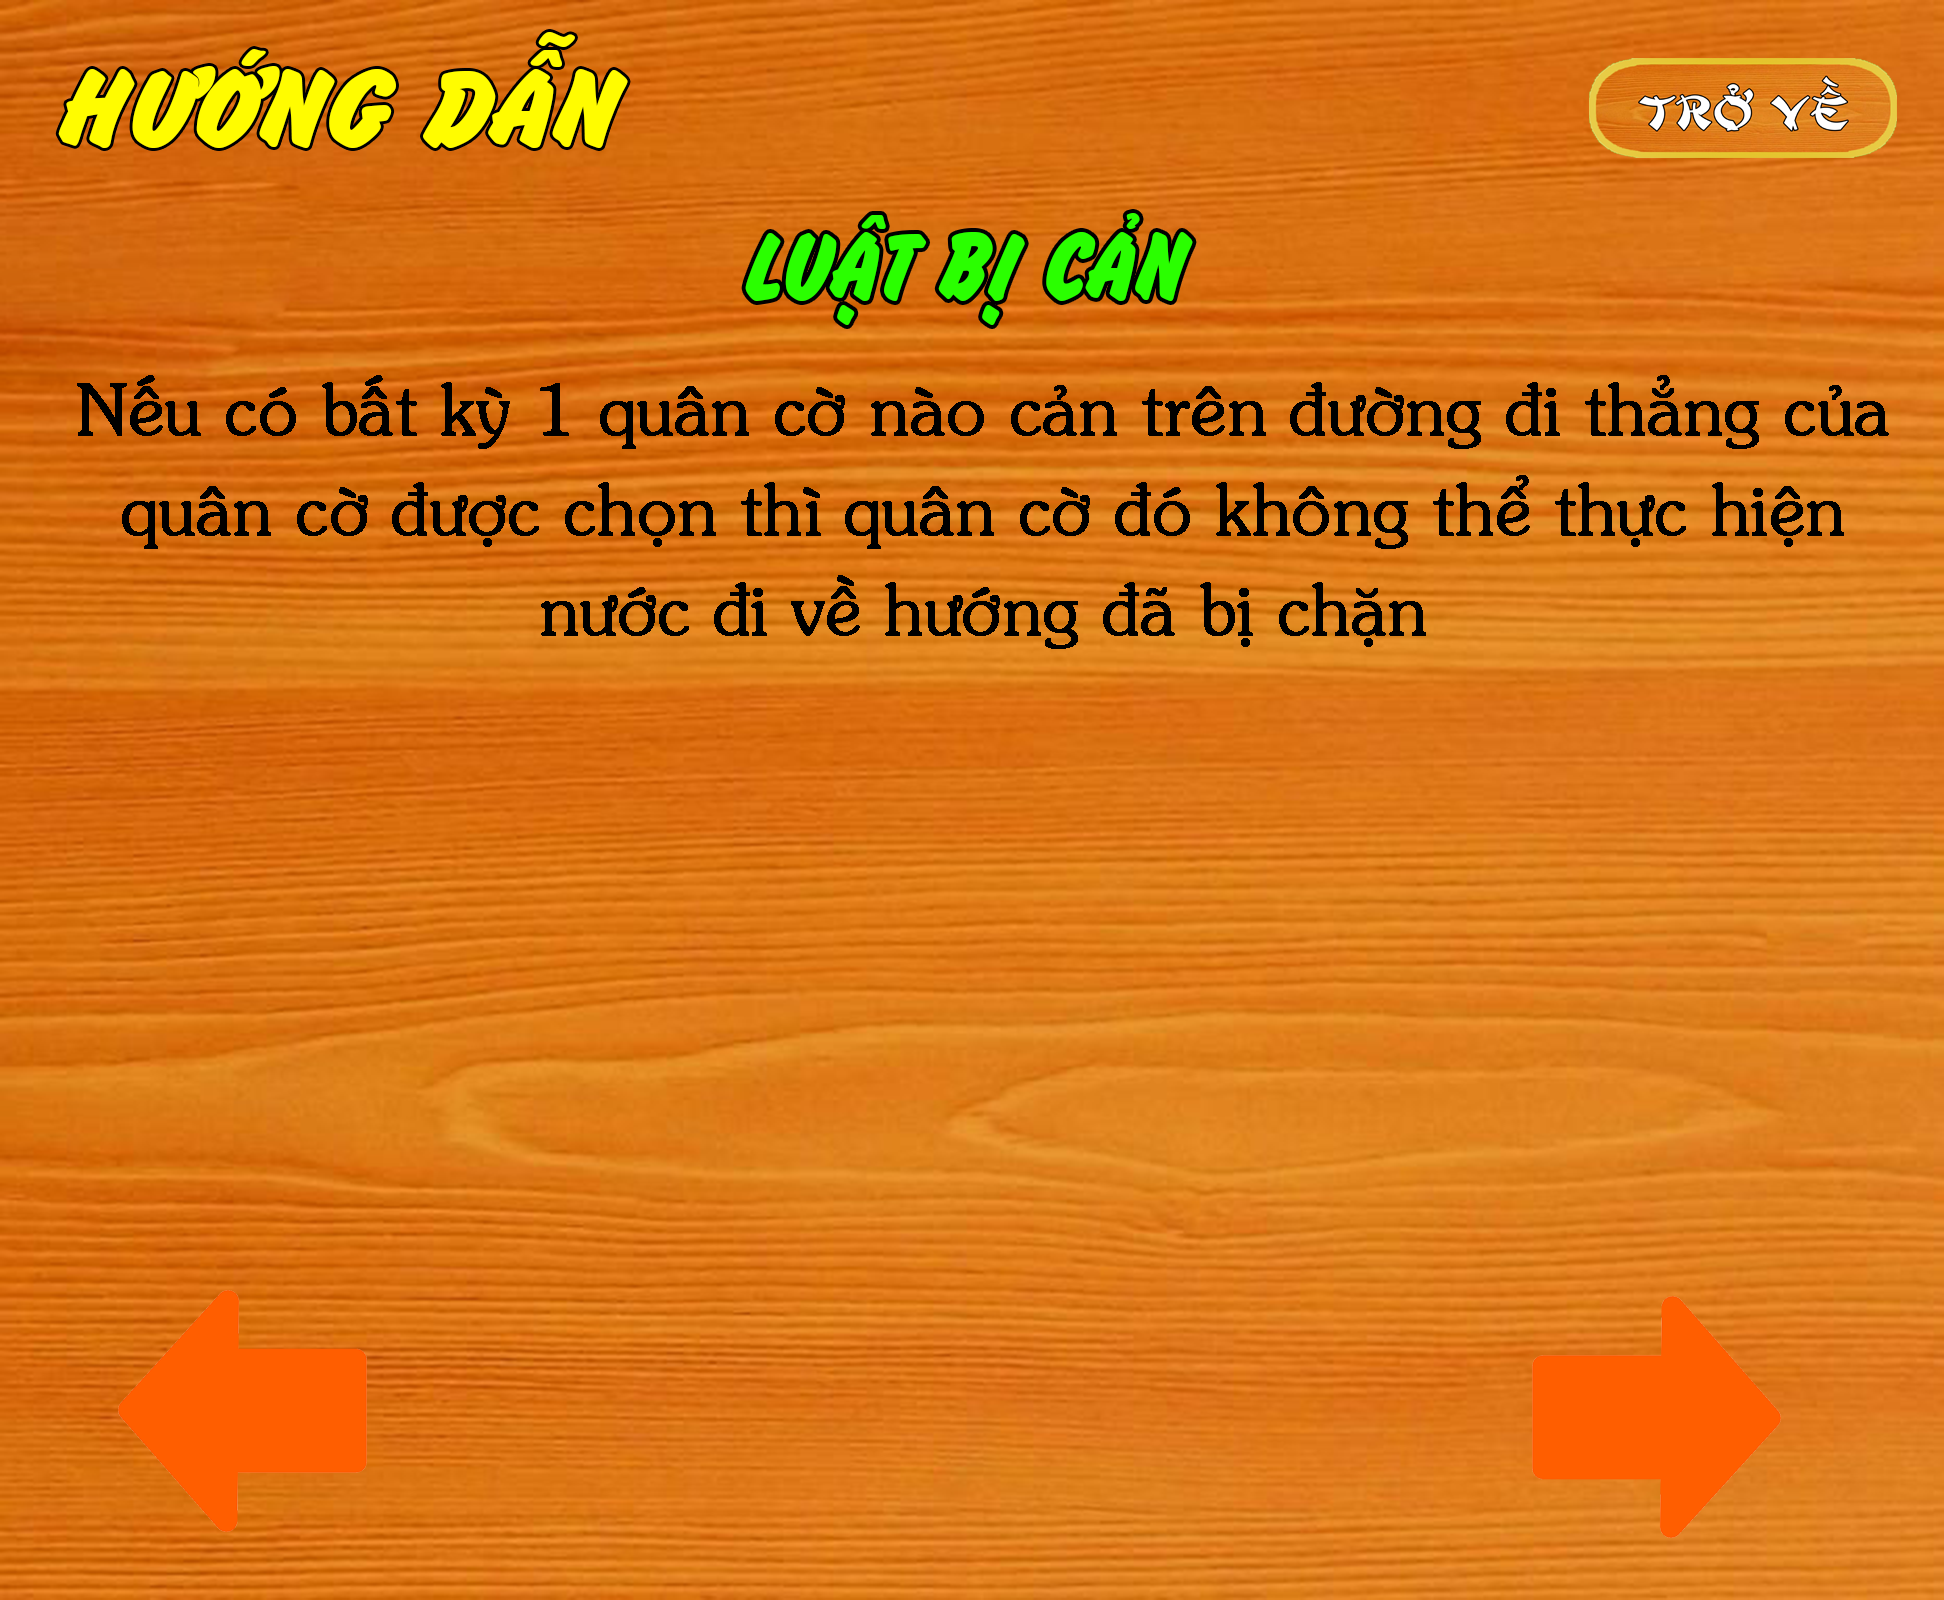 HƯỚNG DẪN
TRỞ VỀ
LUẬT BỊ CẢN
Nếu có bất kỳ 1 quân cờ nào cản trên đường đi thẳng của
quân cờ được chọn thì quân cờ đó không thể thực hiện
nước đi về hướng đã bị chặn